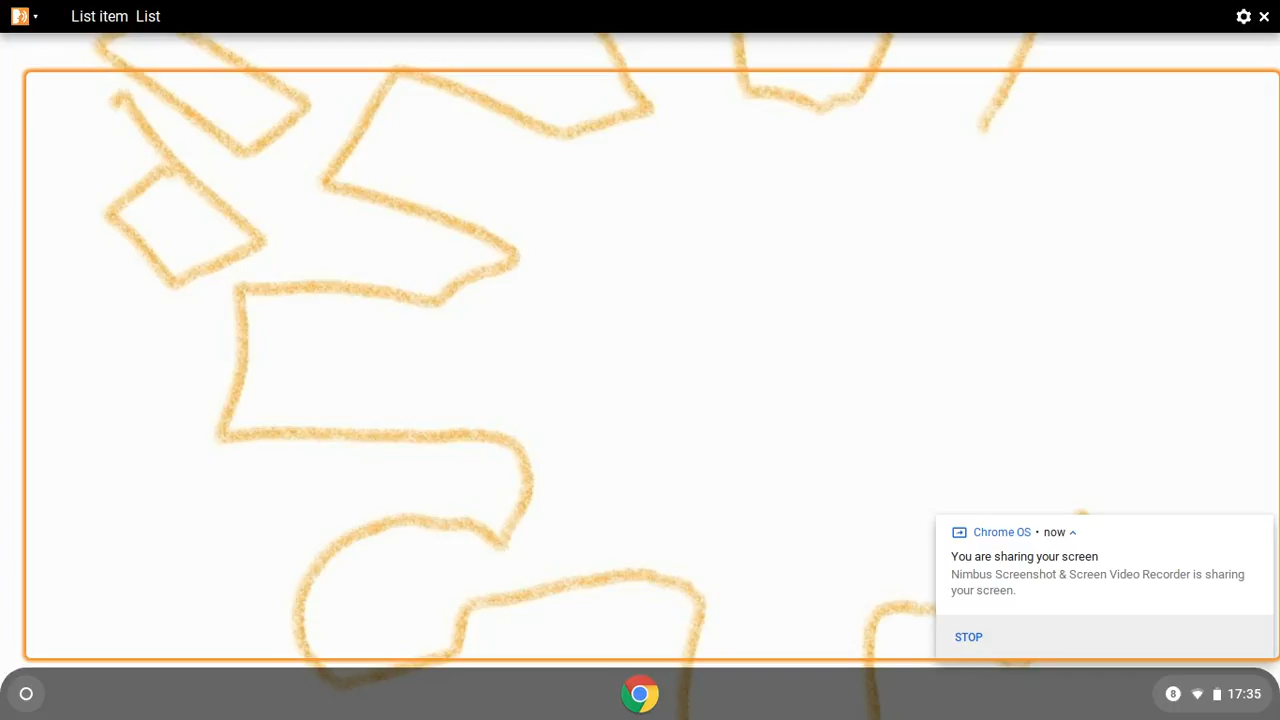 List item List
Chrome OS • now
You are sharing your screen
Nimbus Screenshot & Screen Video Recorder is sharing
your screen.
STOP
8 17:35